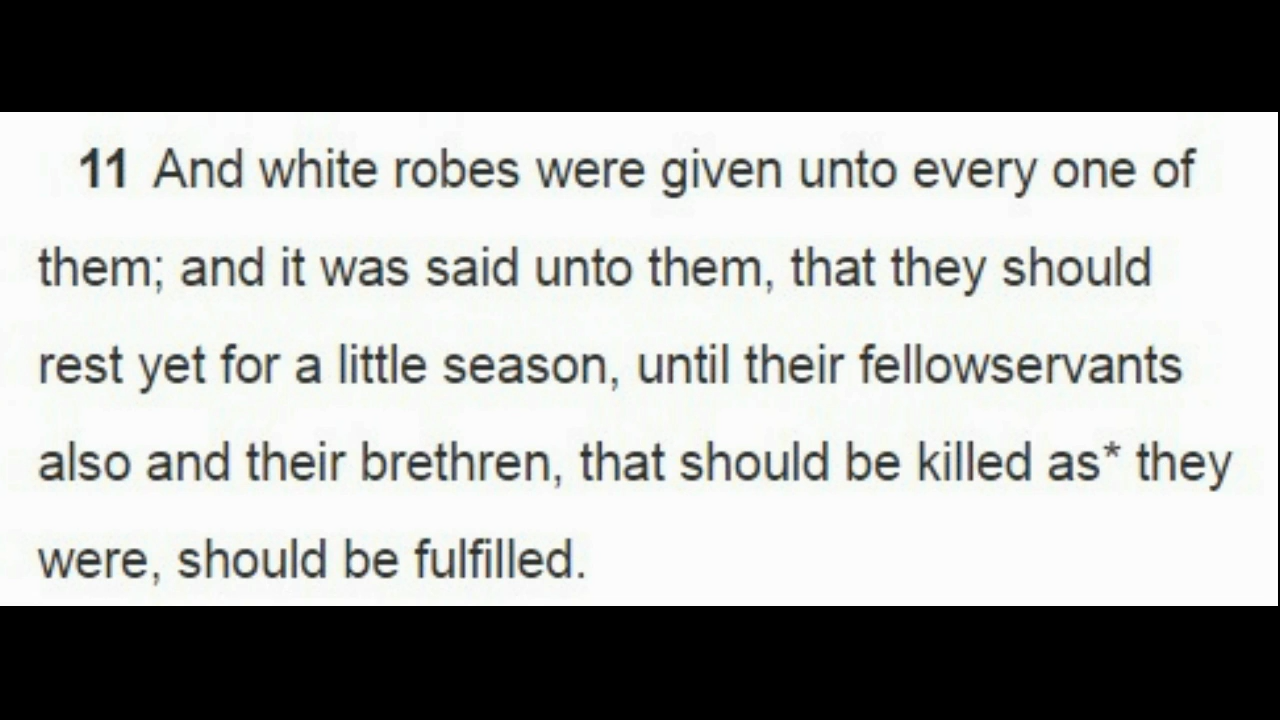 11 And white robes were given unto every one of
them; and it was said unto them, that they should
rest yet for a little season, until their fellowservants
also and their brethren, that should be killed as* they
were, should be fulfilled.